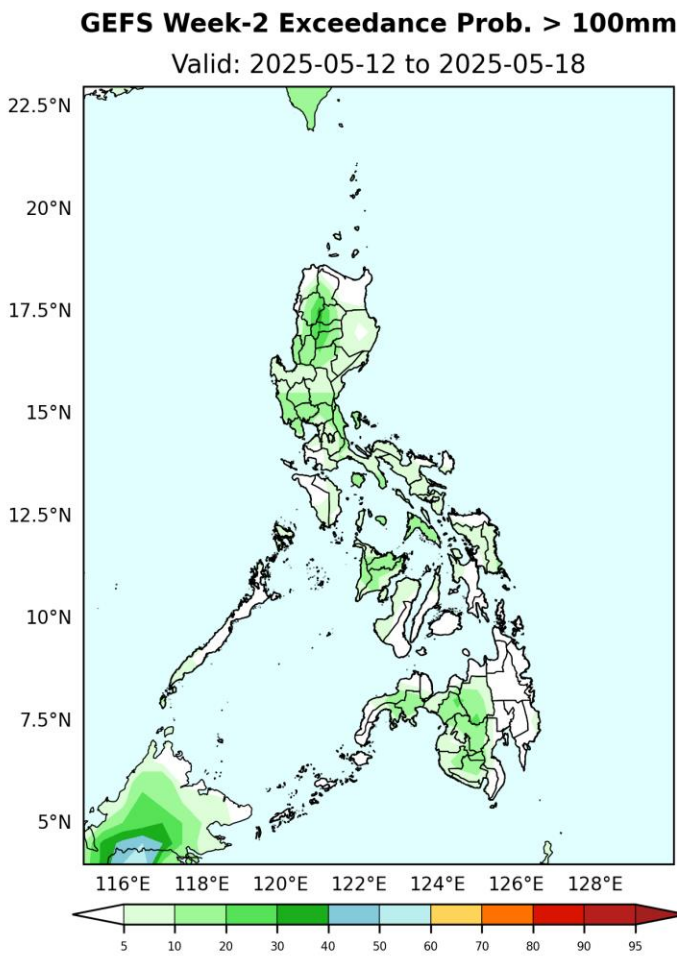 GEFS Week-2 Exceedance Prob. > 100mm
Valid: 2025-05-12 to 2025-05-18
22.5°N
20°N
17.5°N
15°N
12.5°N
10°N
7.5°N
5°N
116°E 118°E 120°E 122°E 124°E 126°E 128°E
5 10 20 30 40 50 60 70 80 90 95